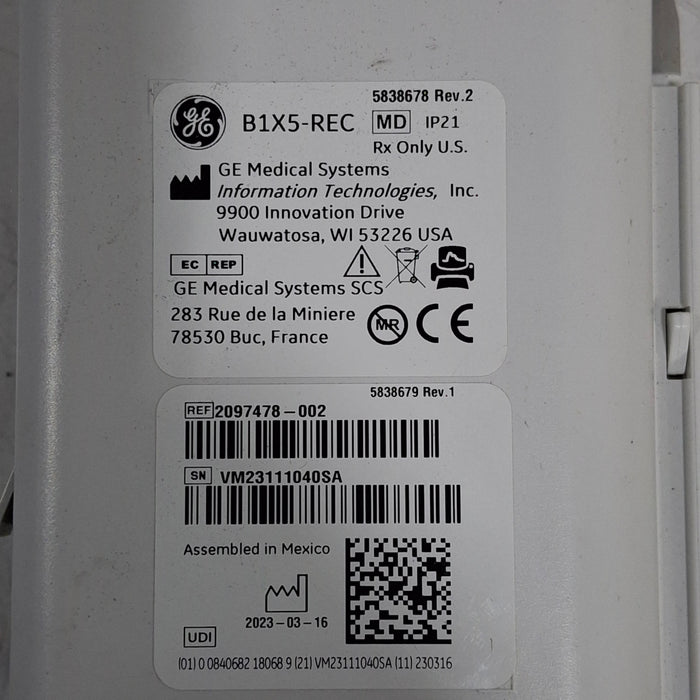 5838678 Rev.2
GE B1X5-REC MD IP21
Rx Only U.S.
GE Medical Systems
Information Technologies, Inc.
9900 Innovation Drive
Wauwatosa, WI 53226 USA
EC REP
GE Medical Systems SCS
283 Rue de la Miniere
78530 Buc, France
MR CE
5838679 Rev.1
REF 2097478-002
SN VM23111040SA
Assembled in Mexico
2023-03-16
UDI
(01) 0 0840682 18068 9 (21) VM23111040SA (11) 230316